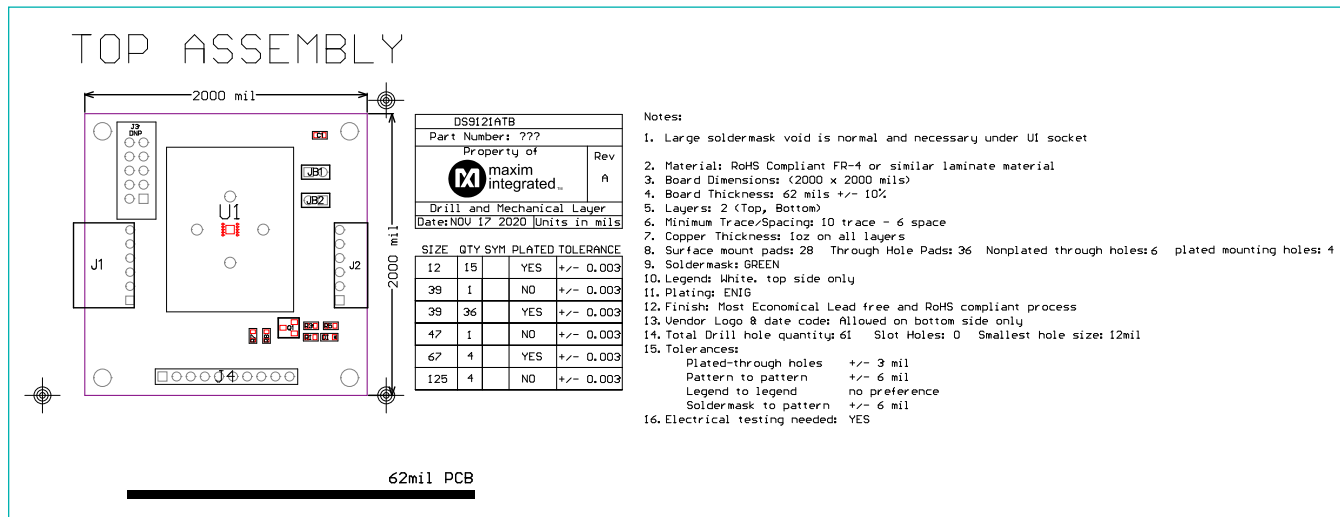 TOP ASSEMBLY
2000 mil
J3
DNP
JB1
JB2
U1
J1
J2
2000 mil
J4
62mil PCB
DS9121ATB
Part Number: ???
Property of
maxim
integrated™
Rev
A
Drill and Mechanical Layer
Date:NOV 17 2020 Units in mils
SIZE QTY SYM PLATED TOLERANCE
12 15 YES +/- 0.003
39 1 NO +/- 0.003
39 36 YES +/- 0.003
47 1 NO +/- 0.003
67 4 YES +/- 0.003
125 4 NO +/- 0.003
Notes:
1. Large soldermask void is normal and necessary under U1 socket
2. Material: RoHS Compliant FR-4 or similar laminate material
3. Board Dimensions: (2000 x 2000 mils)
4. Board Thickness: 62 mils +/- 10%
5. Layers: 2 (Top, Bottom)
6. Minimum Trace/Spacing: 10 trace - 6 space
7. Copper Thickness: 1oz on all layers
8. Surface mount pads: 28 Through Hole Pads: 36 Nonplated through holes: 6 plated mounting holes: 4
9. Soldermask: GREEN
10. Legend: White, top side only
11. Plating: ENIG
12. Finish: Most Economical Lead free and RoHS compliant process
13. Vendor Logo & date code: Allowed on bottom side only
14. Total Drill hole quantity: 61 Slot Holes: 0 Smallest hole size: 12mil
15. Tolerances:
Plated-through holes +/- 3 mil
Pattern to pattern +/- 6 mil
Legend to legend no preference
Soldermask to pattern +/- 6 mil
16. Electrical testing needed: YES